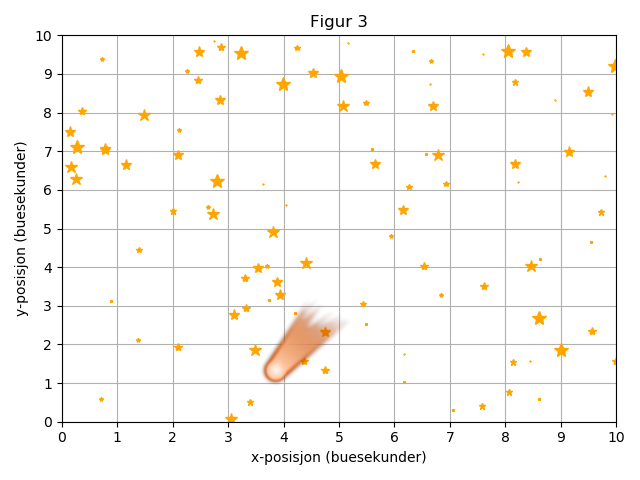 Figur 3
10
9
8
7
6
5
4
3
2
1
0
y-posisjon (buesekunder)
0 1 2 3 4 5 6 7 8 9 10
x-posisjon (buesekunder)